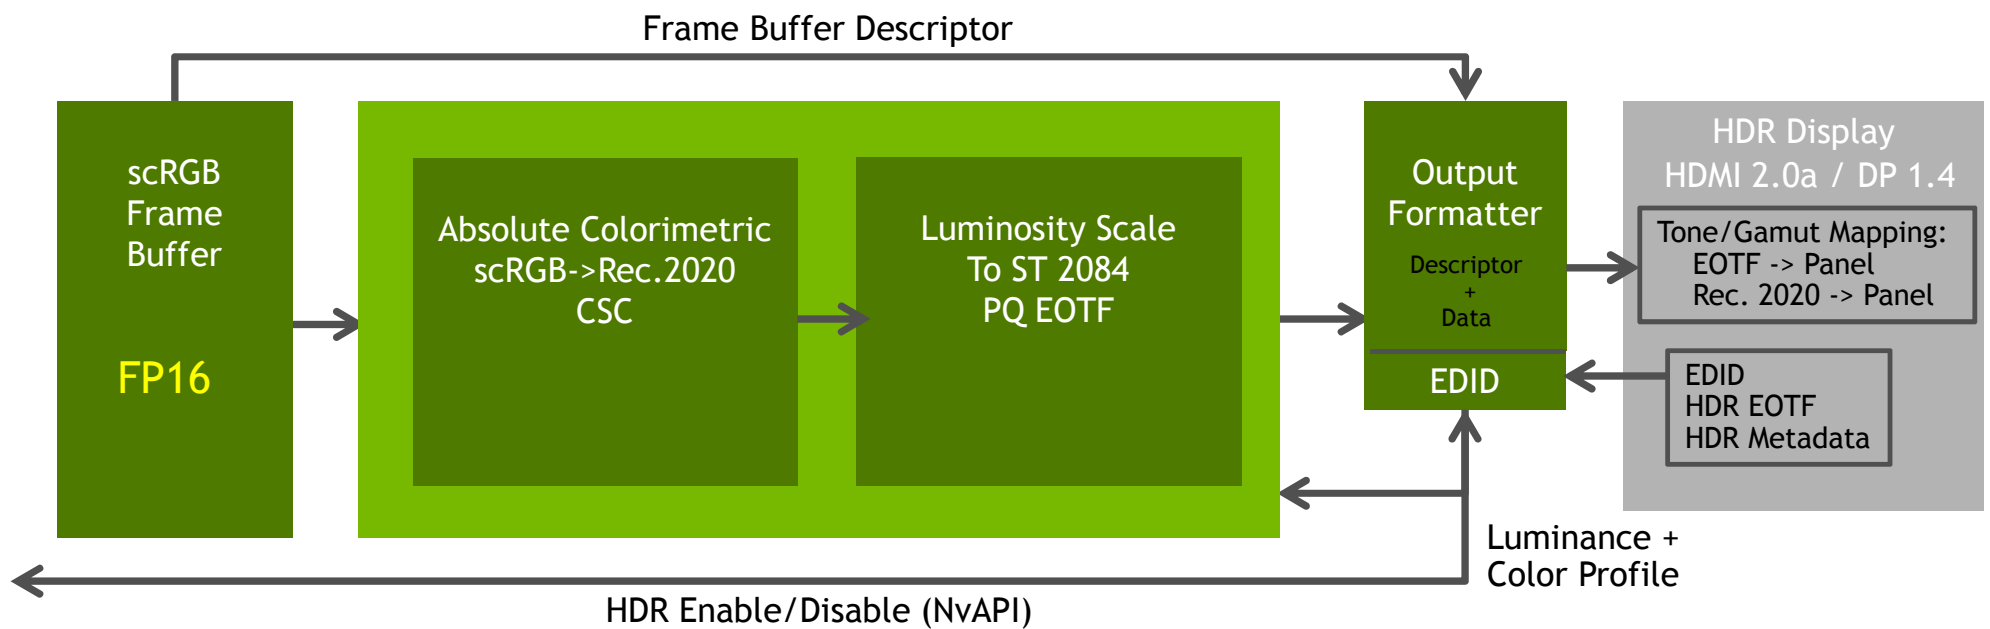 Frame Buffer Descriptor
scRGB
Frame
Buffer
FP16
Absolute Colorimetric
scRGB->Rec.2020
CSC
Luminosity Scale
To ST 2084
PQ EOTF
Output
Formatter
Descriptor
+
Data
EDID
HDR Display
HDMI 2.0a / DP 1.4
Tone/Gamut Mapping:
EOTF -> Panel
Rec. 2020 -> Panel
EDID
HDR EOTF
HDR Metadata
Luminance +
Color Profile
HDR Enable/Disable (NvAPI)